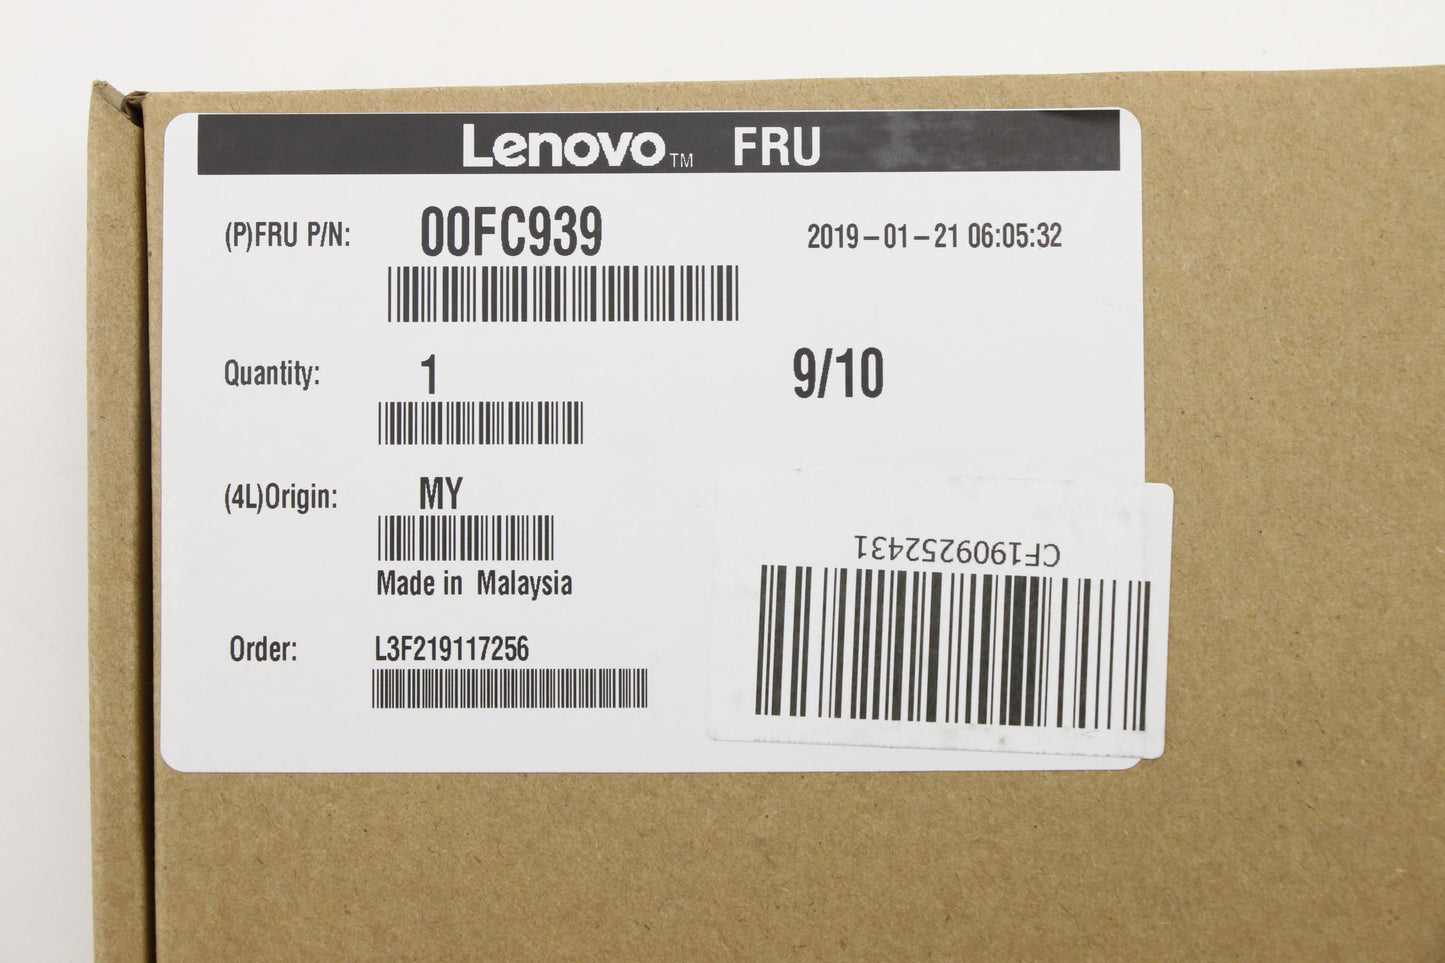 Lenovo™ FRU
(P)FRU P/N: 00FC939 2019-01-21 06:05:32
Quantity: 1 9/10
(4L)Origin: MY
Made in Malaysia
Order: L3F219117256
CF1909252431